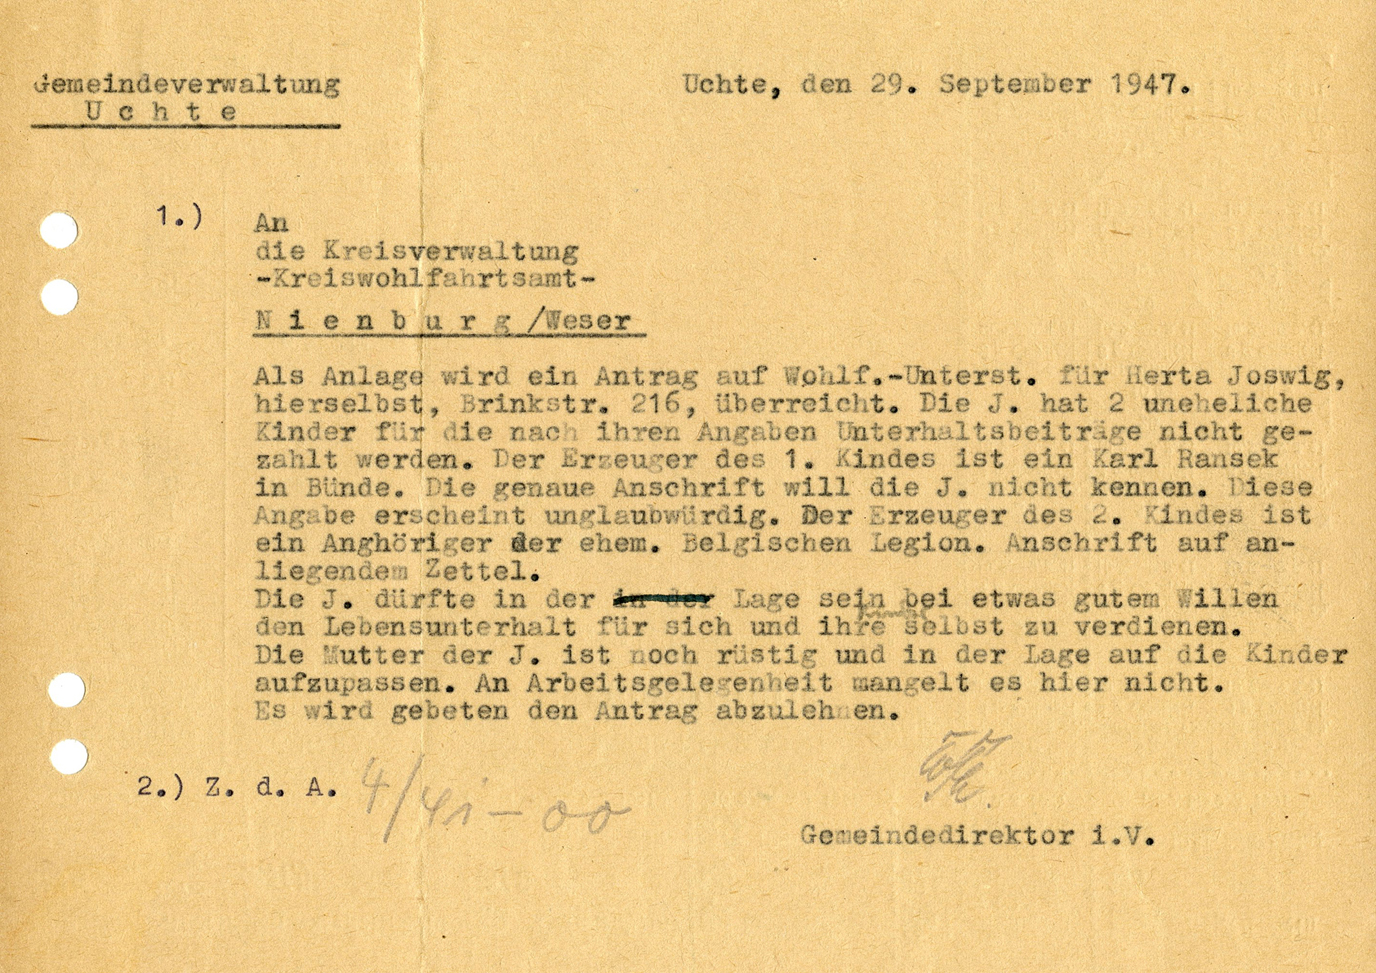 Gemeindeverwaltung
U c h t e
Uchte, den 29. September 1947.
1.) An
die Kreisverwaltung
-Kreiswohlfahrtsamt-
N i e n b u r g /Weser
Als Anlage wird ein Antrag auf Wohlf.-Unterst. für Herta Joswig,
hierselbst, Brinkstr. 216, überreicht. Die J. hat 2 uneheliche
Kinder für die nach ihren Angaben Unterhaltsbeiträge nicht ge-
zahlt werden. Der Erzeuger des 1. Kindes ist ein Karl Ransek
in Bünde. Die genaue Anschrift will die J. nicht kennen. Diese
Angabe erscheint unglaubwürdig. Der Erzeuger des 2. Kindes ist
ein Anghöriger der ehem. Belgischen Legion. Anschrift auf an-
liegendem Zettel.
Die J. dürfte in der in der Lage sein bei etwas gutem Willen
Kinder
den Lebensunterhalt für sich und ihre selbst zu verdienen.
Die Mutter der J. ist noch rüstig und in der Lage auf die Kinder
aufzupassen. An Arbeitsgelegenheit mangelt es hier nicht.
Es wird gebeten den Antrag abzulehnen.
2.) Z. d. A. 4/41-00
Gemeindedirektor i.V.